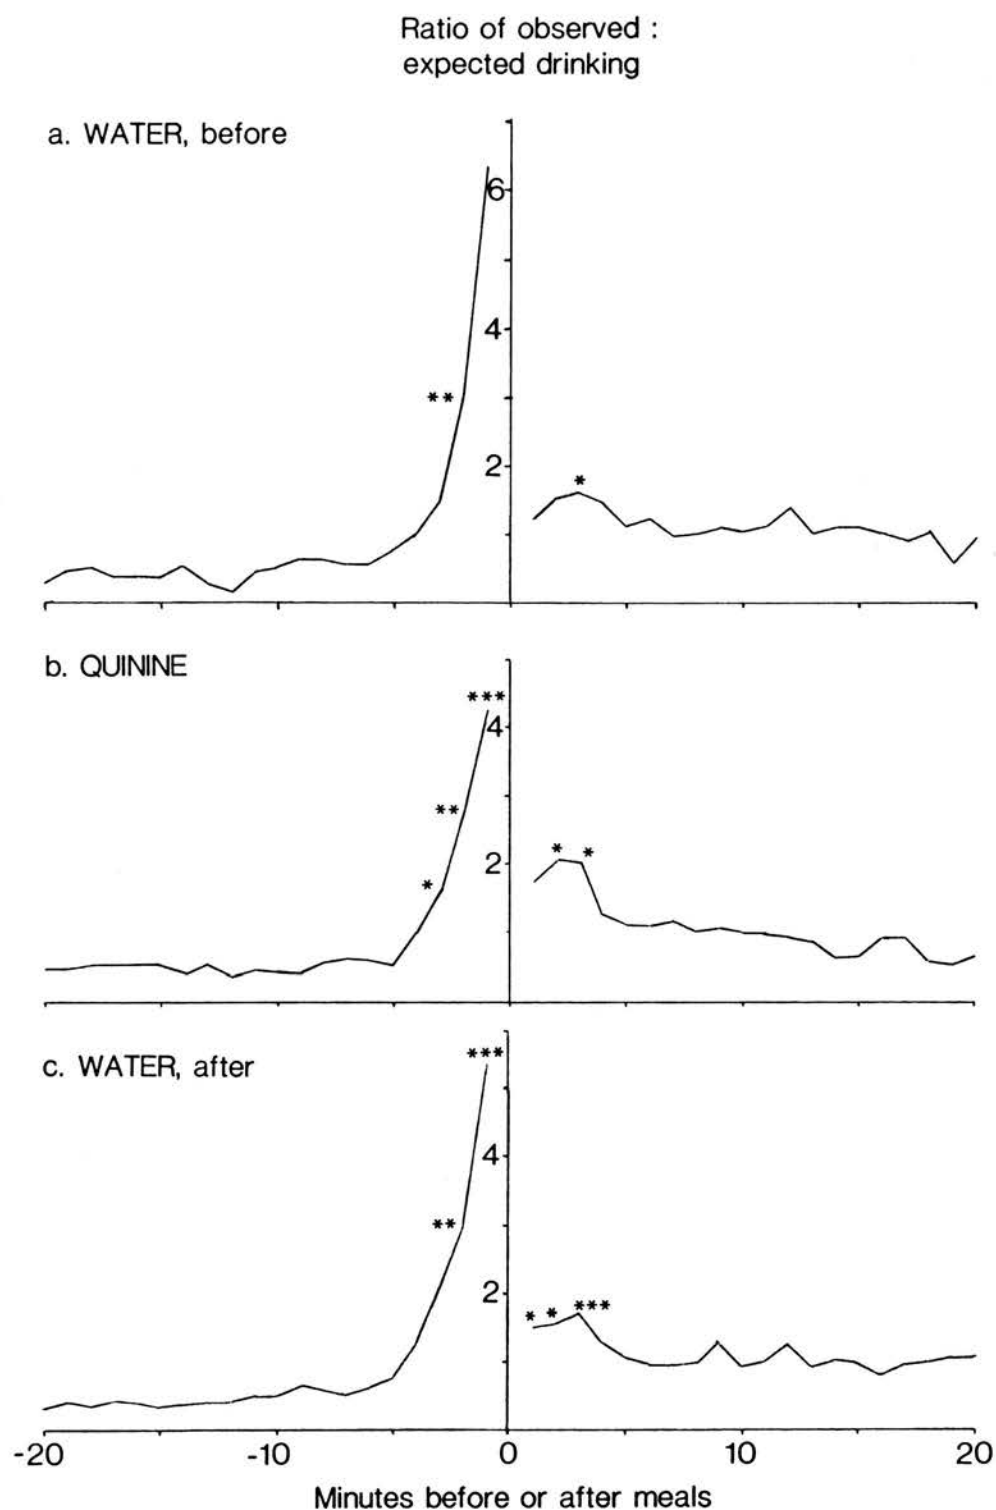 Ratio of observed :
expected drinking
a. WATER, before
6
4
**
2
*
b. QUININE
***
4
**
*
2
* *
c. WATER, after
***
4
**
2
* * ***
-20 -10 0 10 20
Minutes before or after meals